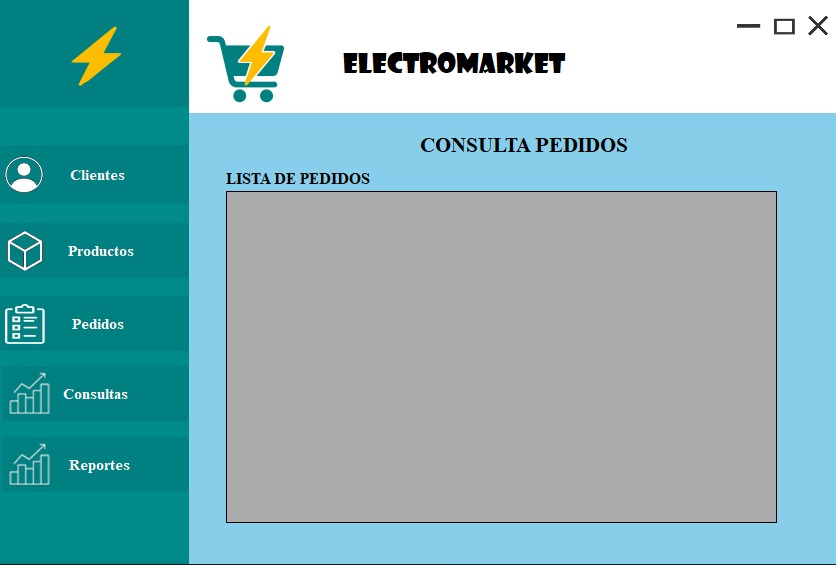 ELECTROMARKET
CONSULTA PEDIDOS
LISTA DE PEDIDOS
Clientes
Productos
Pedidos
Consultas
Reportes